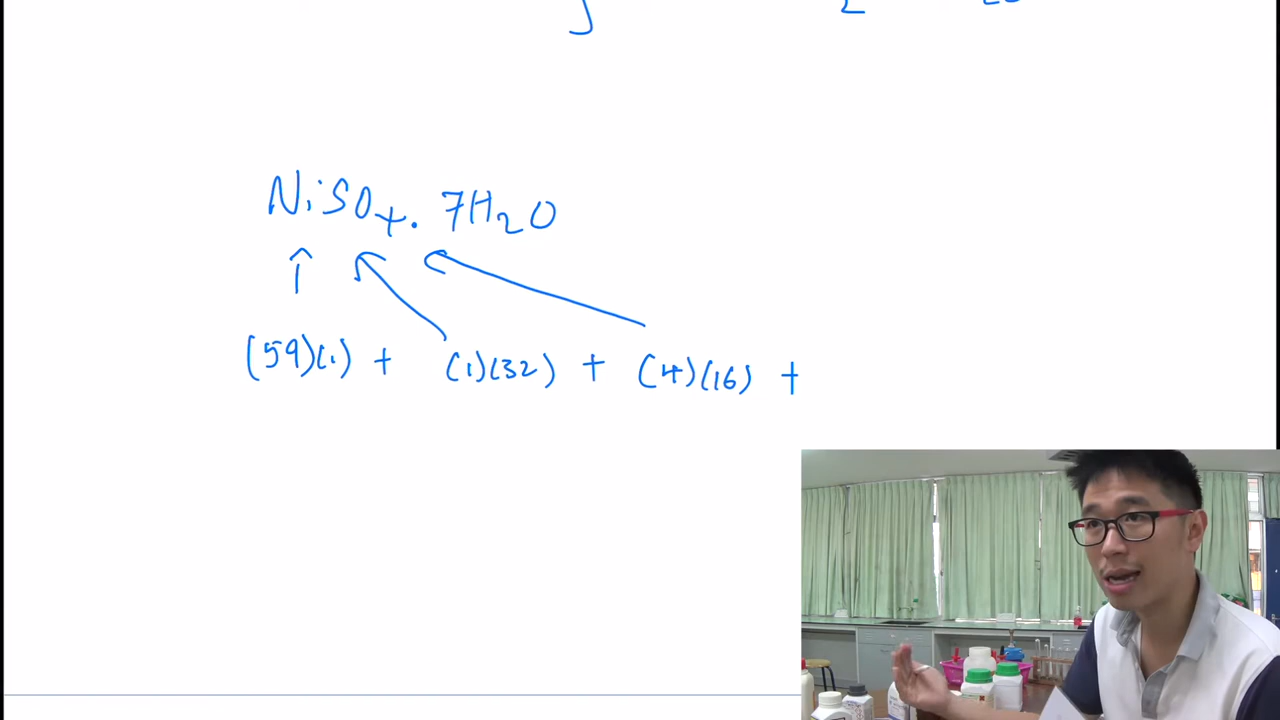 NiSO4. 7H2O
(59)(1) + (1)(32) + (4)(16) +